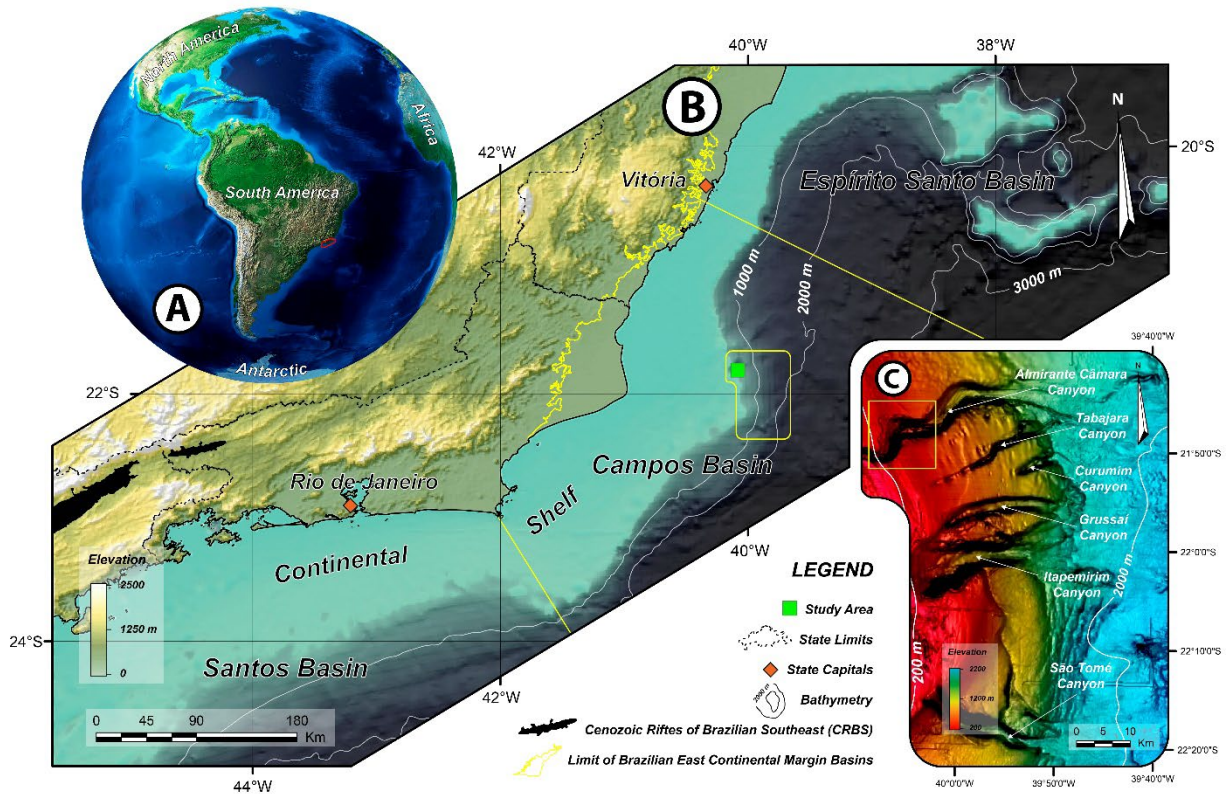 North America
Africa
South America
Antarctic
A
B
40°W
38°W
42°W
20°S
N
Vitória
Espírito Santo Basin
1000 m
2000 m
3000 m
22°S
Campos Basin
Rio de Janeiro
Shelf
Continental
40°W
Elevation
2500
1250 m
0
24°S
Santos Basin
42°W
0 45 90 180
Km
44°W
LEGEND
Study Area
State Limits
State Capitals
2000 m
Bathymetry
Cenozoic Riftes of Brazilian Southeast (CRBS)
Limit of Brazilian East Continental Margin Basins
39°40'0"W
C
N
Almirante Câmara
Canyon
Tabajara
Canyon
21°50'0"S
Curumim
Canyon
Grussaí
Canyon
22°0'0"S
Itapemirim
Canyon
2000 m
200 m
22°10'0"S
Elevation
2200
1200 m
200
São Tomé
Canyon
0 5 10
Km
22°20'0"S
40°0'0"W
39°50'0"W
39°40'0"W